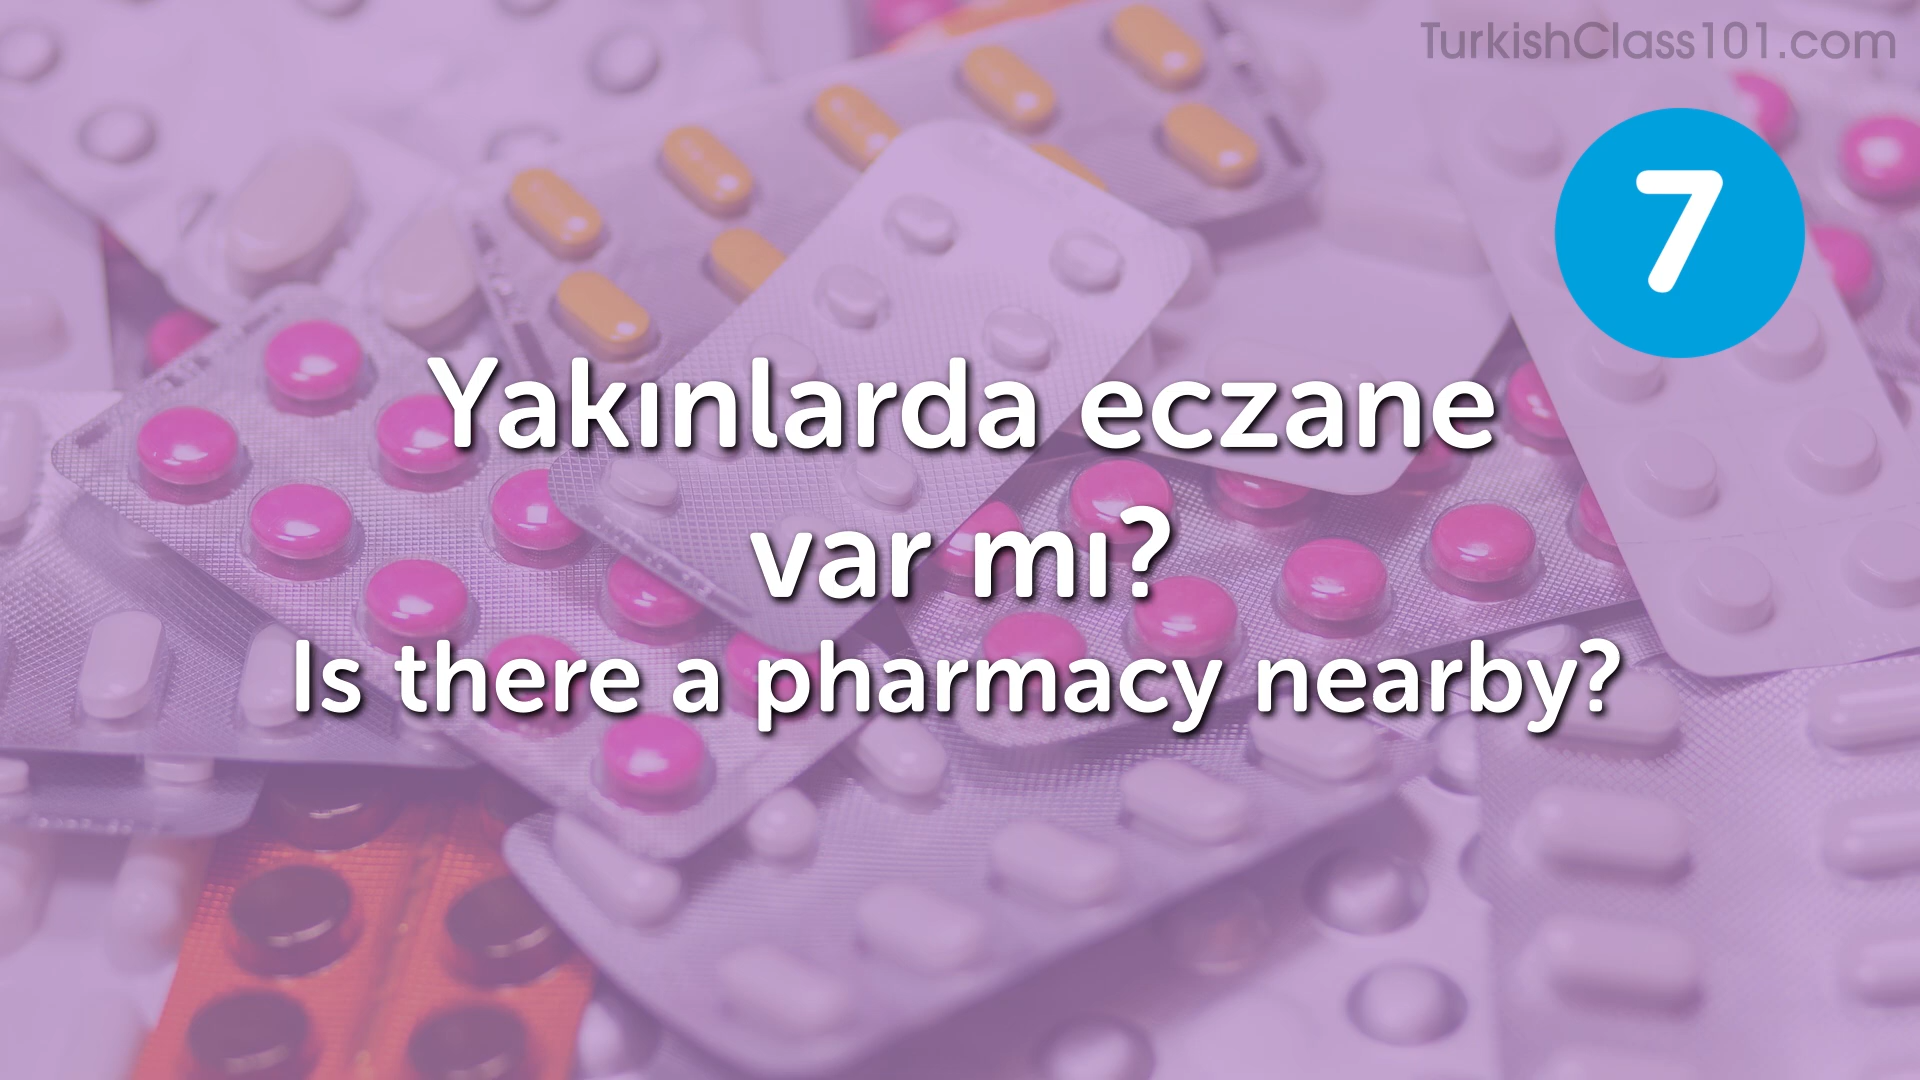 TurkishClass101.com
7
Yakınlarda eczane
var mı?
Is there a pharmacy nearby?